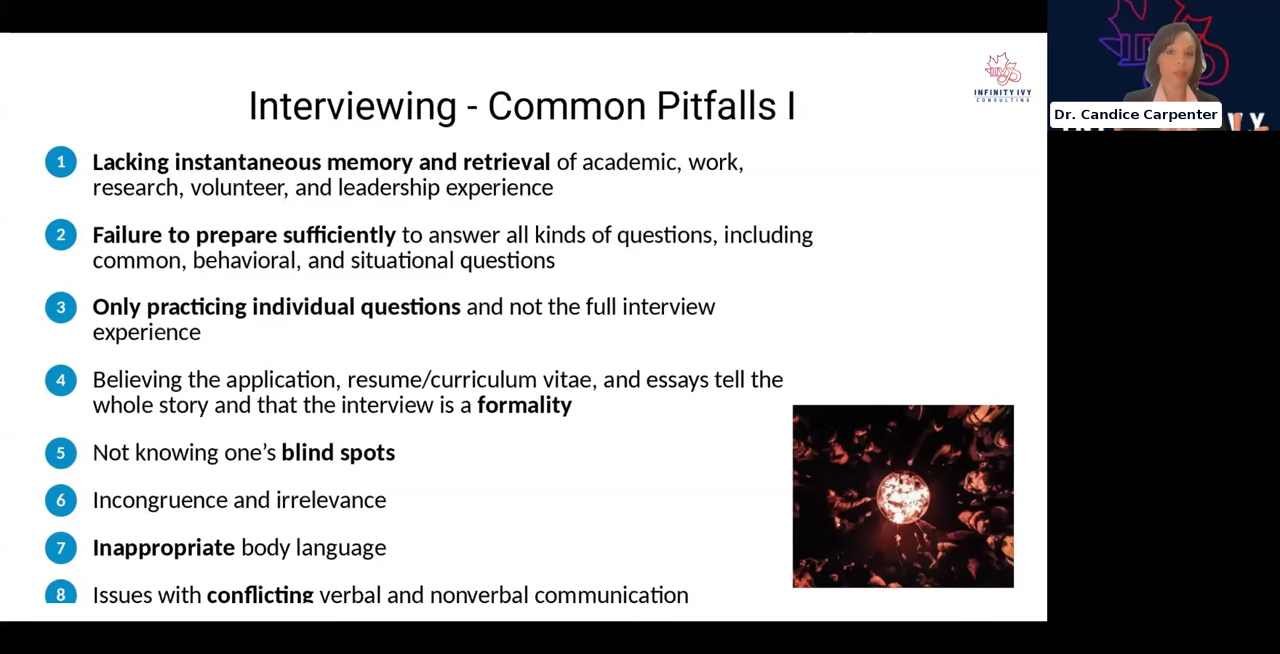 Interviewing - Common Pitfalls I
INFINITY IVY
CONSULTING
Dr. Candice Carpenter
1 Lacking instantaneous memory and retrieval of academic, work,
research, volunteer, and leadership experience
2 Failure to prepare sufficiently to answer all kinds of questions, including
common, behavioral, and situational questions
3 Only practicing individual questions and not the full interview
experience
4 Believing the application, resume/curriculum vitae, and essays tell the
whole story and that the interview is a formality
5 Not knowing one’s blind spots
6 Incongruence and irrelevance
7 Inappropriate body language
8 Issues with conflicting verbal and nonverbal communication